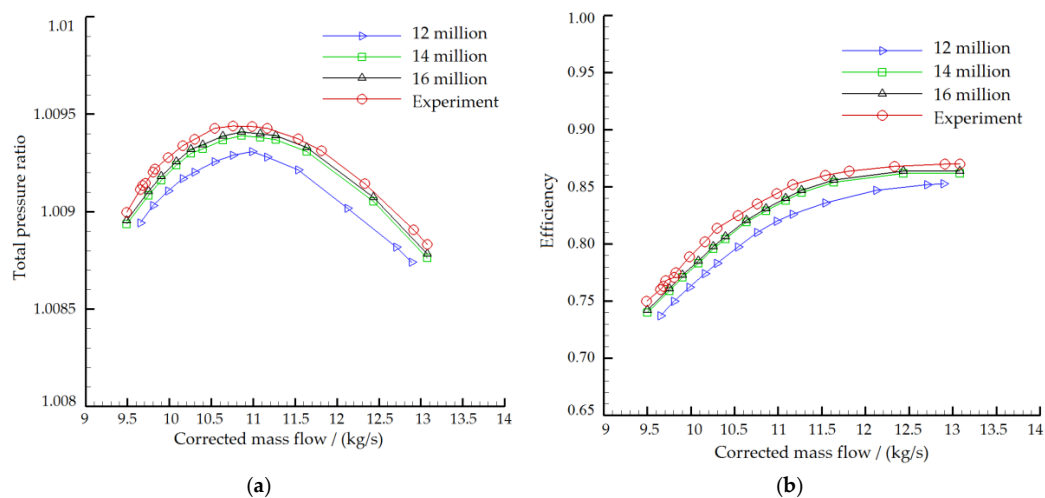 1.01
1.0095
1.009
1.0085
1.008
Total pressure ratio
12 million
14 million
16 million
Experiment
9 9.5 10 10.5 11 11.5 12 12.5 13 13.5 14
Corrected mass flow / (kg/s)
(a)
1.00
0.95
0.90
0.85
0.80
0.75
0.70
0.65
Efficiency
12 million
14 million
16 million
Experiment
9 9.5 10 10.5 11 11.5 12 12.5 13 13.5 14
Corrected mass flow / (kg/s)
(b)